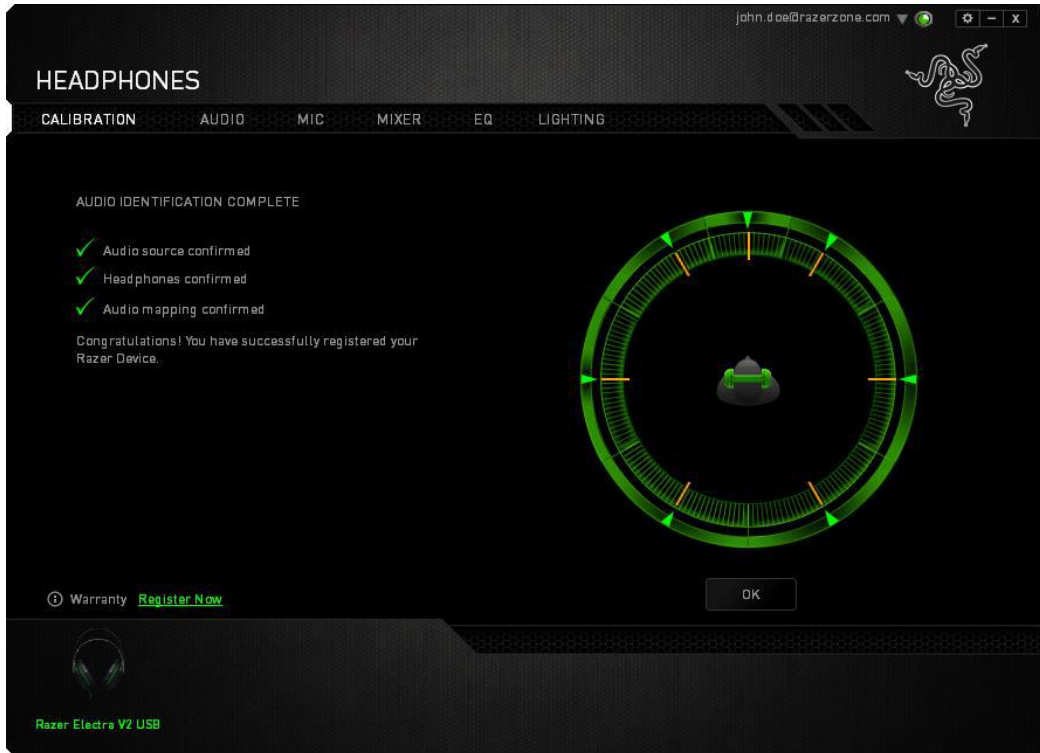 john.doe@razerzone.com
X
HEADPHONES
CALIBRATION AUDIO MIC MIXER EQ LIGHTING
AUDIO IDENTIFICATION COMPLETE
Audio source confirmed
Headphones confirmed
Audio mapping confirmed
Congratulations! You have successfully registered your
Razer Device.
OK
Warranty Register Now
Razer Electra V2 USB